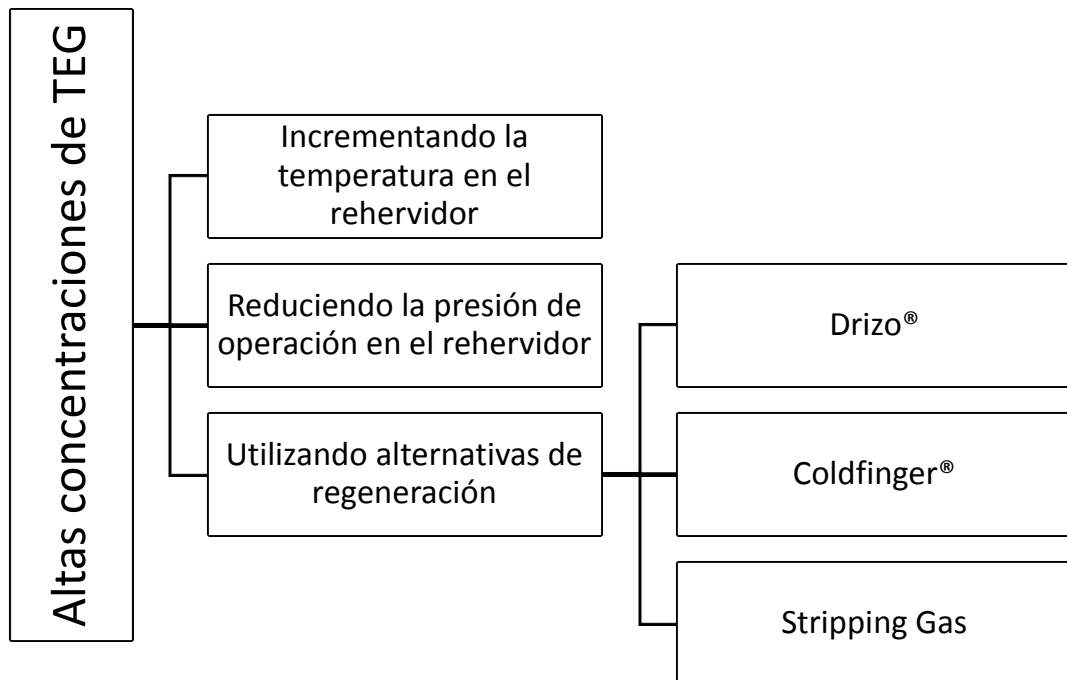 Altas concentraciones de TEG
Incrementando la
temperatura en el
rehervidor
Reduciendo la presión de
operación en el rehervidor
Utilizando alternativas de
regeneración
Drizo®
Coldfinger®
Stripping Gas